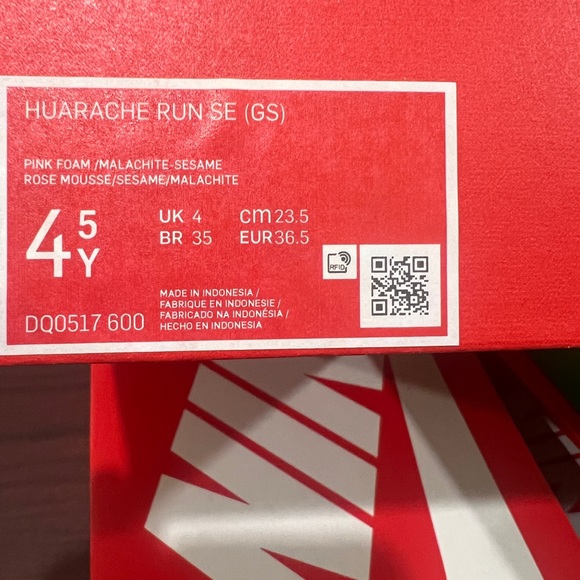 HUARACHE RUN SE (GS)
PINK FOAM/MALACHITE-SESAME
ROSE MOUSSE/SESAME/MALACHITE
4 5 Y
UK 4 cm 23.5
BR 35 EUR 36.5
RFID
DQ0517 600
MADE IN INDONESIA/
FABRIQUE EN INDONESIE/
FABRICADO NA INDONÉSIA/
HECHO EN INDONESIA